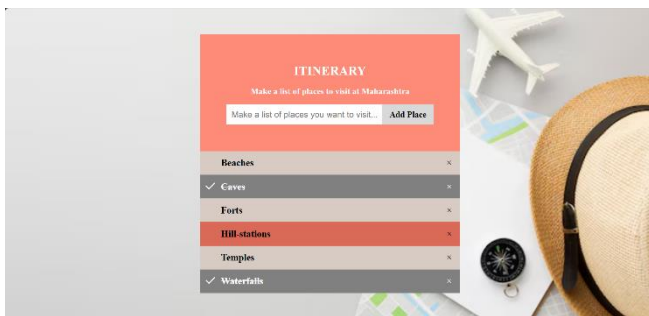 ITINERARY
Make a list of places to visit at Maharashtra
Make a list of places you want to visit... Add Place
Beaches ×
✓ Caves ×
Forts ×
Hill-stations ×
Temples ×
✓ Waterfalls ×